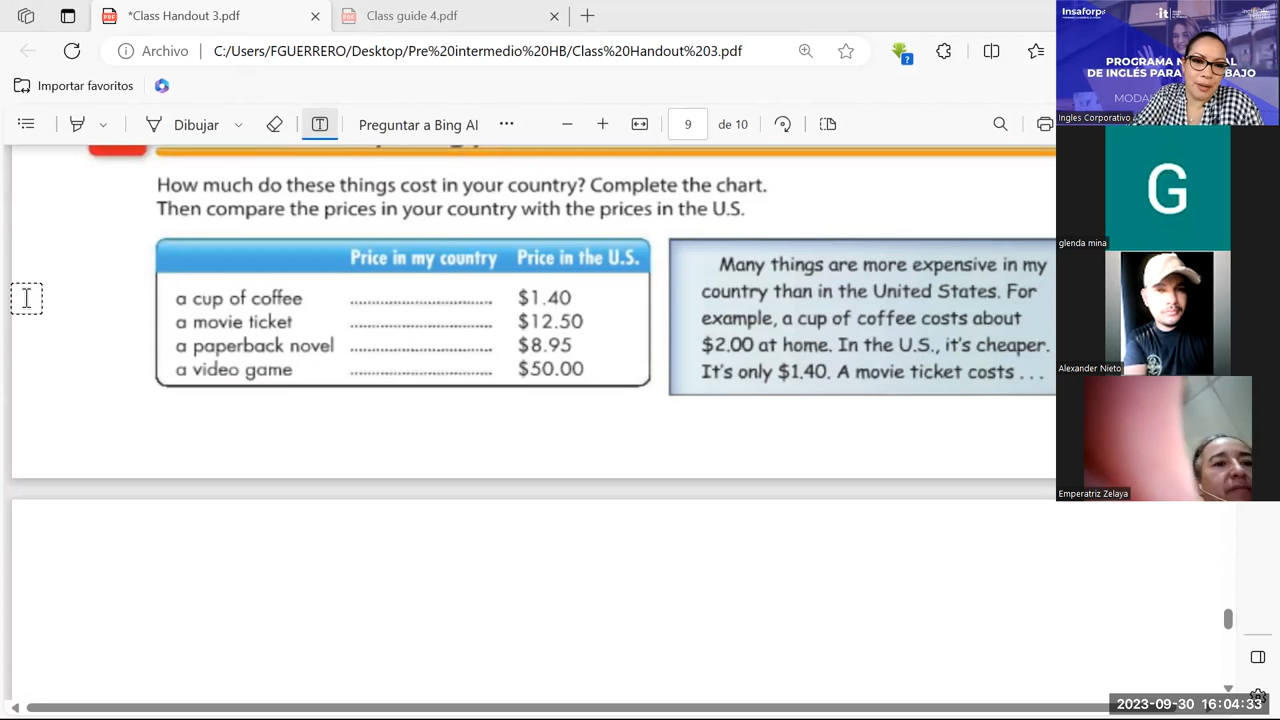 *Class Handout 3.pdf
Class guide 4.pdf
Archivo
C:/Users/FGUERRERO/Desktop/Pre%20intermedio%20HB/Class%20Handout%203.pdf
Importar favoritos
Dibujar
Preguntar a Bing AI
9
de 10
How much do these things cost in your country? Complete the chart.
Then compare the prices in your country with the prices in the U.S.
Price in my country Price in the U.S.
a cup of coffee .................................... $1.40
a movie ticket .................................... $12.50
a paperback novel .................................... $8.95
a video game .................................... $50.00
Many things are more expensive in my
country than in the United States. For
example, a cup of coffee costs about
$2.00 at home. In the U.S., it's cheaper.
It's only $1.40. A movie ticket costs . . .
Insaforp
it
PROGRAMA N AL
DE INGLÉS PARA BAJO
MODA
Ingles Corporativo
G
glenda mina
Alexander Nieto
Emperatriz Zelaya
2023-09-30 16:04:33